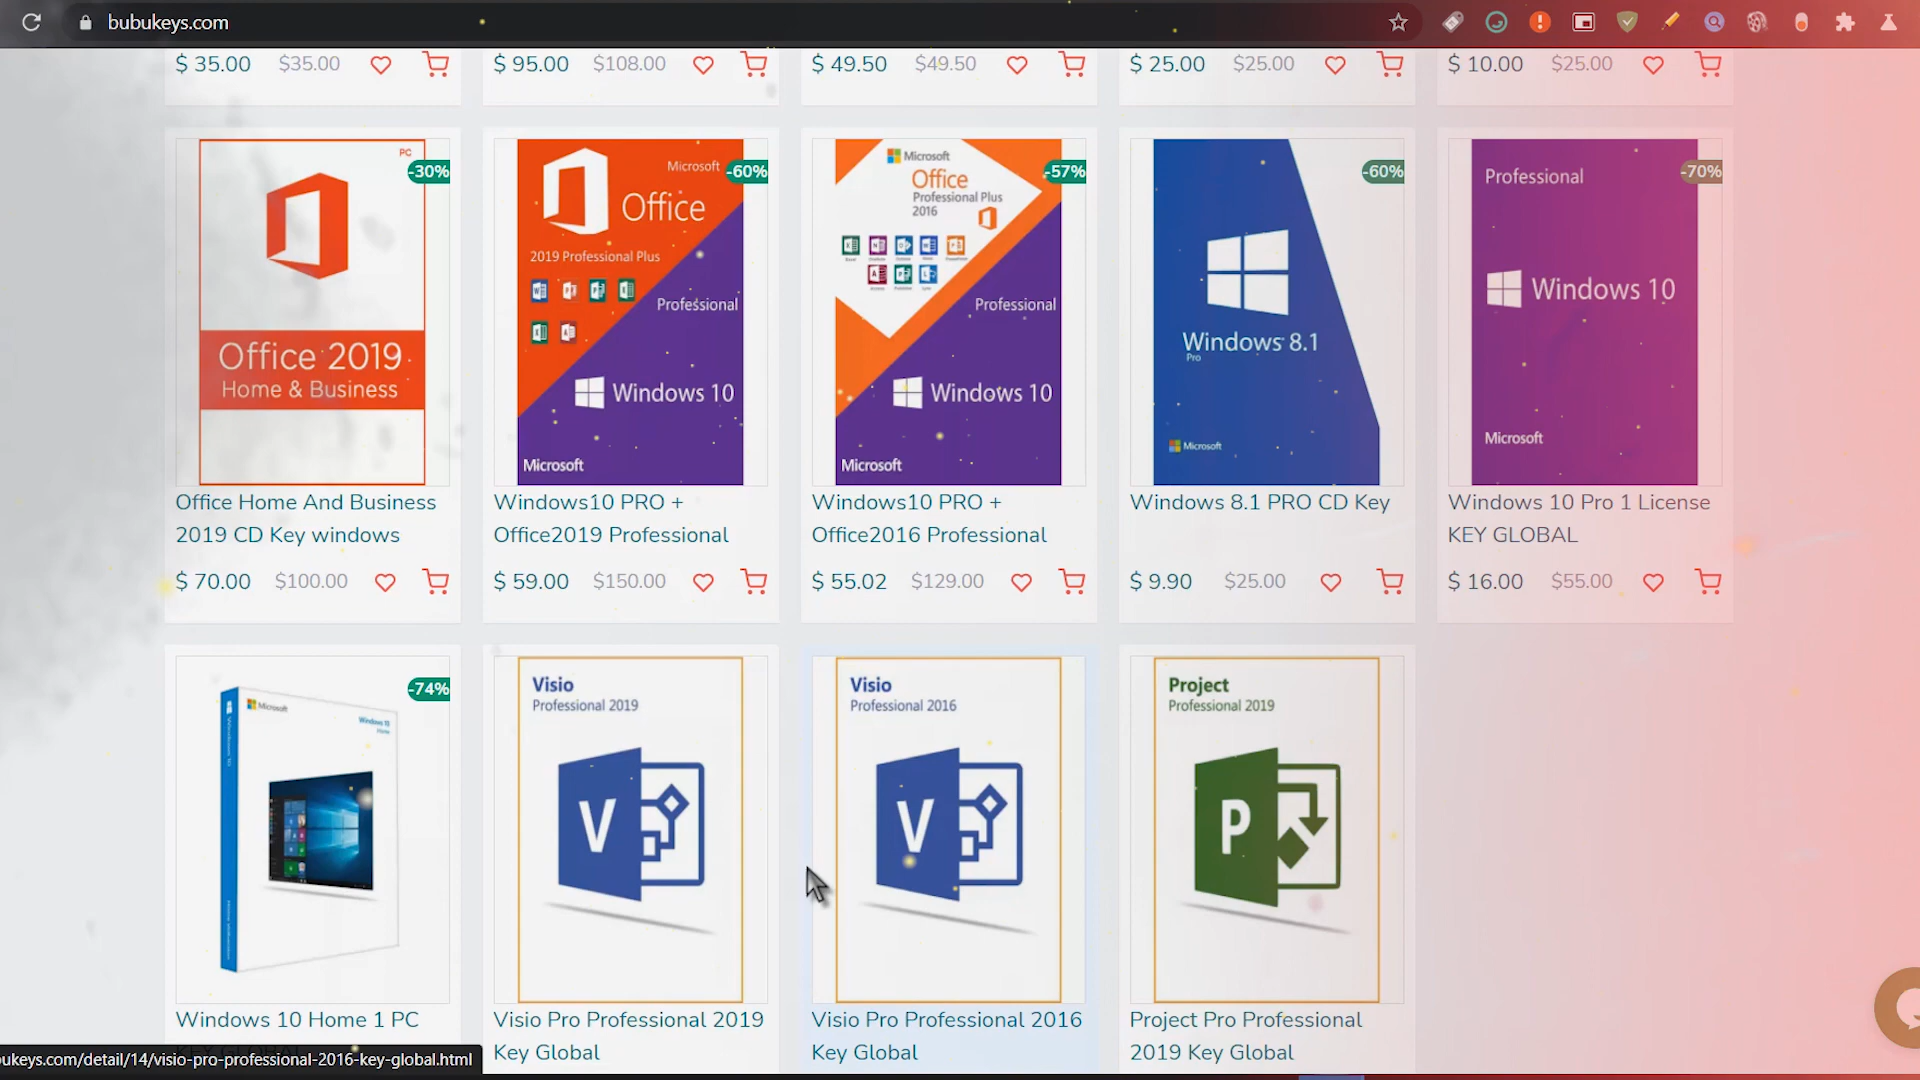 bubukeys.com
$ 35.00 $35.00
$ 95.00 $108.00
$ 49.50 $49.50
$ 25.00 $25.00
$ 10.00 $25.00
PC
-30%
Office 2019
Home & Business
Microsoft
-60%
Office
2019 Professional Plus
Professional
Windows 10
Microsoft
Microsoft
-57%
Office
Professional Plus
2016
Professional
Windows 10
Microsoft
-60%
Windows 8.1
Pro
Microsoft
Professional
-70%
Windows 10
Microsoft
Office Home And Business
2019 CD Key windows
$ 70.00 $100.00
Windows10 PRO +
Office2019 Professional
$ 59.00 $150.00
Windows10 PRO +
Office2016 Professional
$ 55.02 $129.00
Windows 8.1 PRO CD Key
$ 9.90 $25.00
Windows 10 Pro 1 License
KEY GLOBAL
$ 16.00 $55.00
-74%
Microsoft
Windows 10
Home
Visio
Professional 2019
V
Visio
Professional 2016
V
Project
Professional 2019
P
Windows 10 Home 1 PC
Visio Pro Professional 2019
Key Global
Visio Pro Professional 2016
Key Global
Project Pro Professional
2019 Key Global
ukeys.com/detail/14/visio-pro-professional-2016-key-global.html